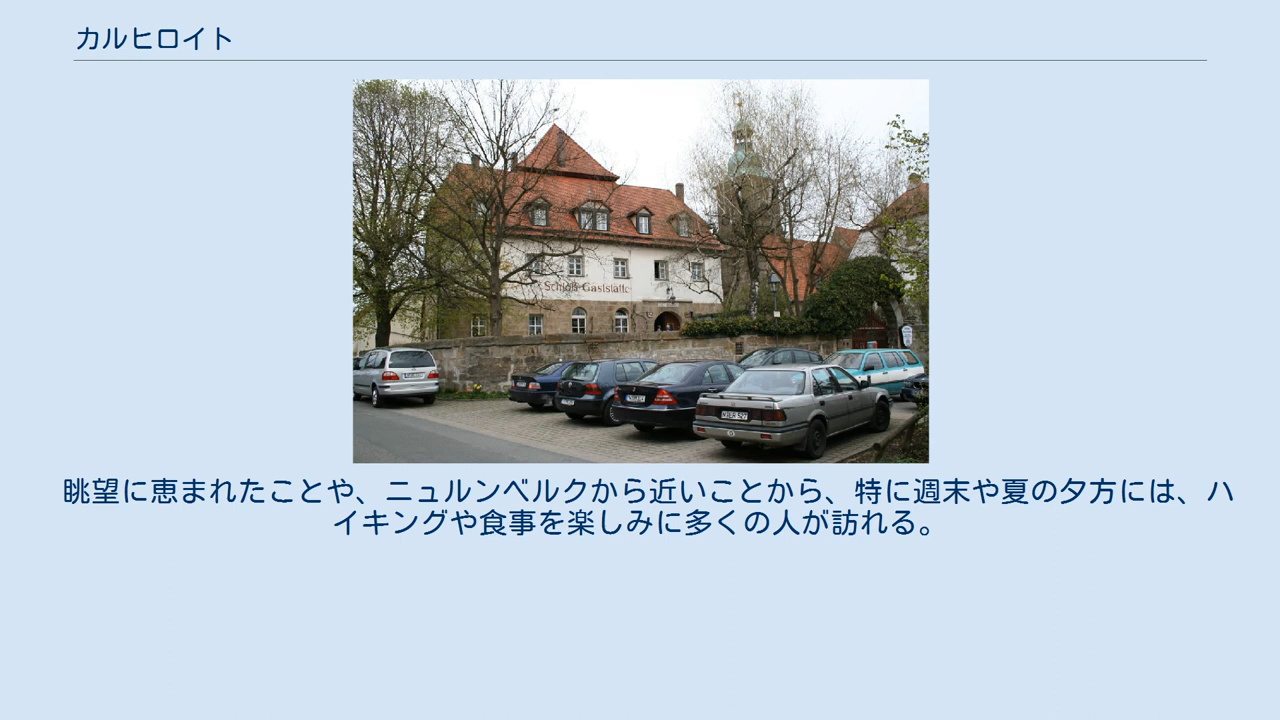 カルヒロイト
Schloß-Gaststätte
眺望に恵まれたことや、ニュルンベルクから近いことから、特に週末や夏の夕方には、ハ
イキングや食事を楽しみに多くの人が訪れる。